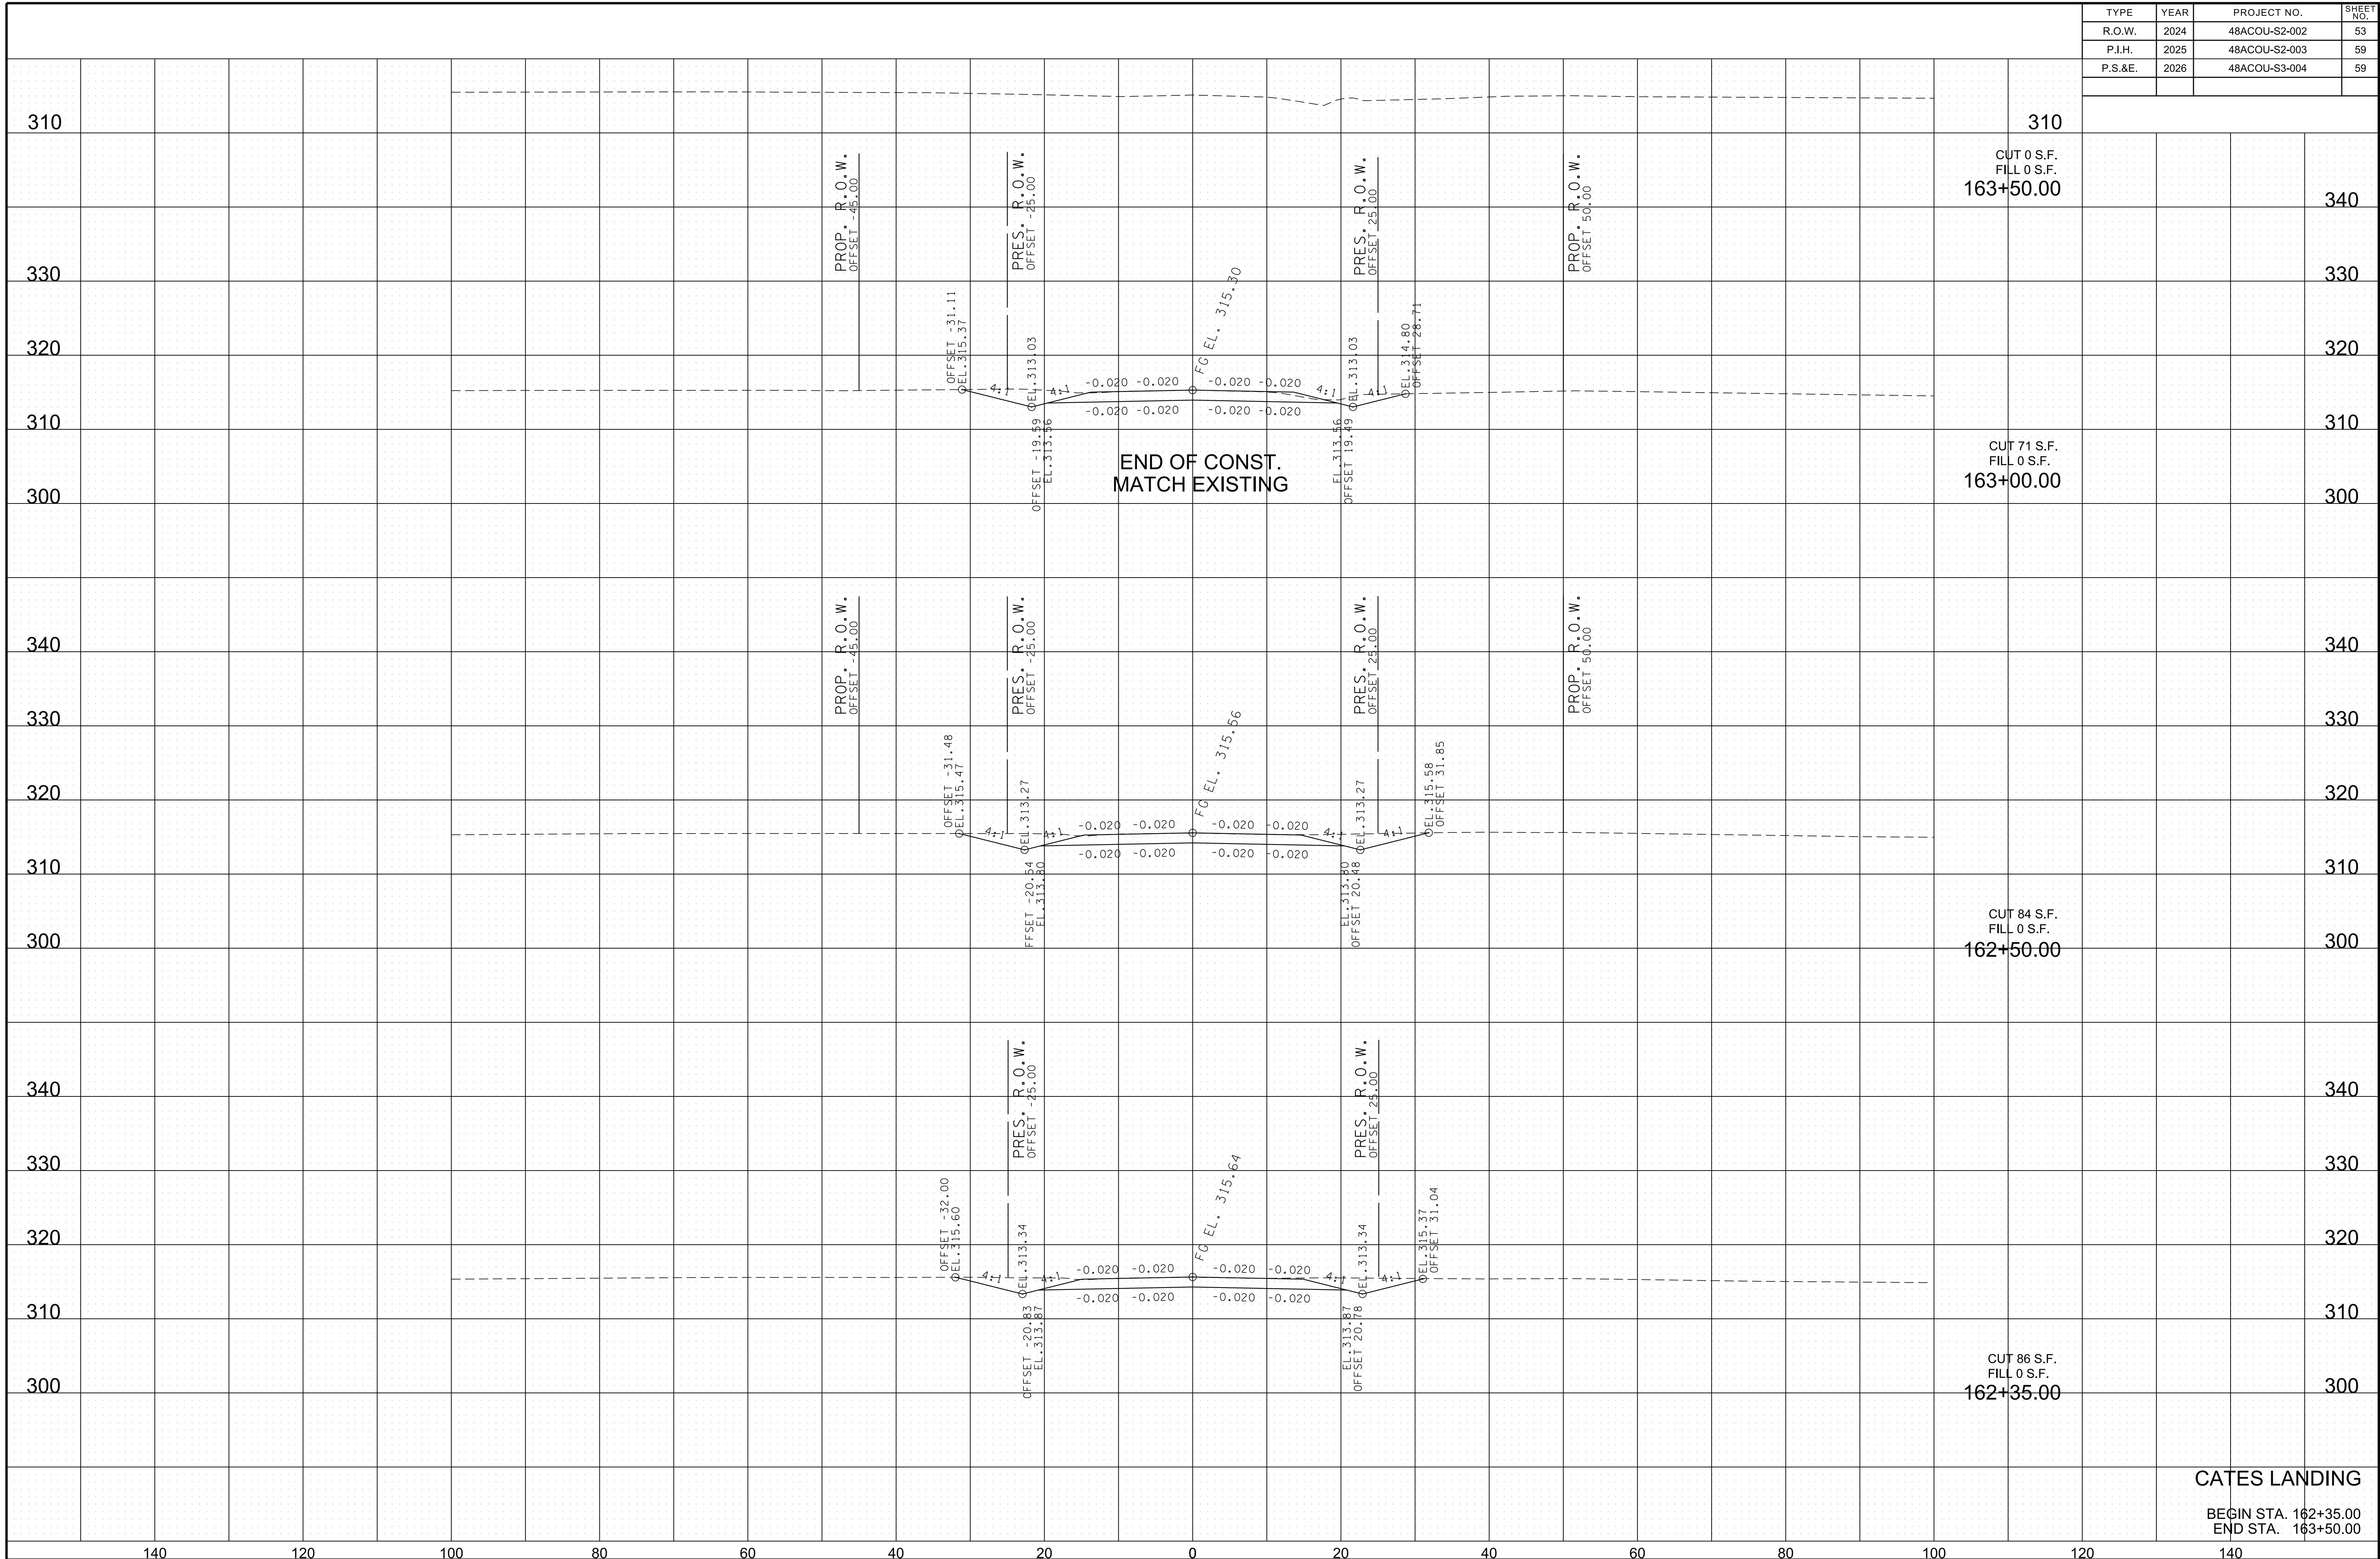 TYPE YEAR PROJECT NO. SHEET NO.
R.O.W. 2024 48ACOU-S2-002 53
P.I.H. 2025 48ACOU-S2-003 59
P.S.&E. 2026 48ACOU-S3-004 59
310 310
CUT 0 S.F.
FILL 0 S.F.
163+50.00
340
PROP. R.O.W.
OFFSET -45.00
PRES. R.O.W.
OFFSET -25.00
PRES. R.O.W.
OFFSET 25.00
PROP. R.O.W.
OFFSET 50.00
330 330
FG EL. 315.30
OFFSET -31.11
EL.315.37
EL.313.03
EL.313.03
EL.314.80
OFFSET 28.71
320 320
4:1 4:1 -0.020 -0.020 -0.020 -0.020 4:1 4:1
-0.020 -0.020 -0.020 -0.020
310 310
OFFSET -19.59
EL.313.56
EL.313.56
OFFSET 19.49
END OF CONST.
MATCH EXISTING
CUT 71 S.F.
FILL 0 S.F.
163+00.00
300 300
PROP. R.O.W.
OFFSET -45.00
PRES. R.O.W.
OFFSET -25.00
PRES. R.O.W.
OFFSET 25.00
PROP. R.O.W.
OFFSET 50.00
340 340
330 330
FG EL. 315.56
OFFSET -31.48
EL.315.47
EL.313.27
EL.313.27
EL.315.58
OFFSET 31.85
320 320
4:1 4:1 -0.020 -0.020 -0.020 -0.020 4:1 4:1
-0.020 -0.020 -0.020 -0.020
310 310
FFSET -20.54
EL.313.80
EL.313.80
OFFSET 20.48
CUT 84 S.F.
FILL 0 S.F.
162+50.00
300 300
PRES. R.O.W.
OFFSET -25.00
PRES. R.O.W.
OFFSET 25.00
340 340
330 330
FG EL. 315.64
OFFSET -32.00
EL.315.60
EL.313.34
EL.313.34
EL.315.37
OFFSET 31.04
320 320
4:1 4:1 -0.020 -0.020 -0.020 -0.020 4:1 4:1
-0.020 -0.020 -0.020 -0.020
310 310
OFFSET -20.83
EL.313.87
EL.313.87
OFFSET 20.78
CUT 86 S.F.
FILL 0 S.F.
162+35.00
300 300
CATES LANDING
BEGIN STA. 162+35.00
END STA. 163+50.00
140 120 100 80 60 40 20 0 20 40 60 80 100 120 140